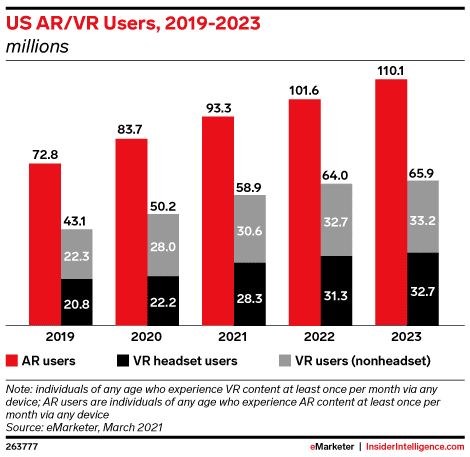 US AR/VR Users, 2019-2023
millions
72.8
43.1
22.3
20.8
83.7
50.2
28.0
22.2
93.3
58.9
30.6
28.3
101.6
64.0
32.7
31.3
110.1
65.9
33.2
32.7
2019 2020 2021 2022 2023
AR users VR headset users VR users (nonheadset)
Note: individuals of any age who experience VR content at least once per month via any
device; AR users are individuals of any age who experience AR content at least once per
month via any device
Source: eMarketer, March 2021
263777 eMarketer | InsiderIntelligence.com